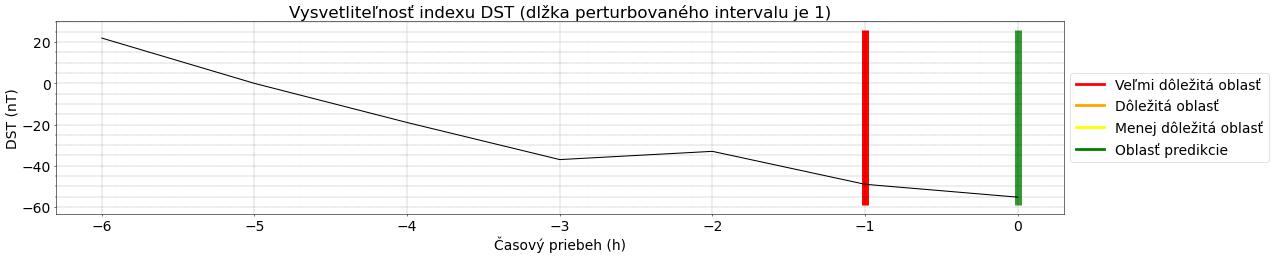 Vysvetliteľnosť indexu DST (dĺžka perturbovaného intervalu je 1)
DST (nT)
20
0
−20
−40
−60
−6 −5 −4 −3 −2 −1 0
Časový priebeh (h)
Veľmi dôležitá oblasť
Dôležitá oblasť
Menej dôležitá oblasť
Oblasť predikcie